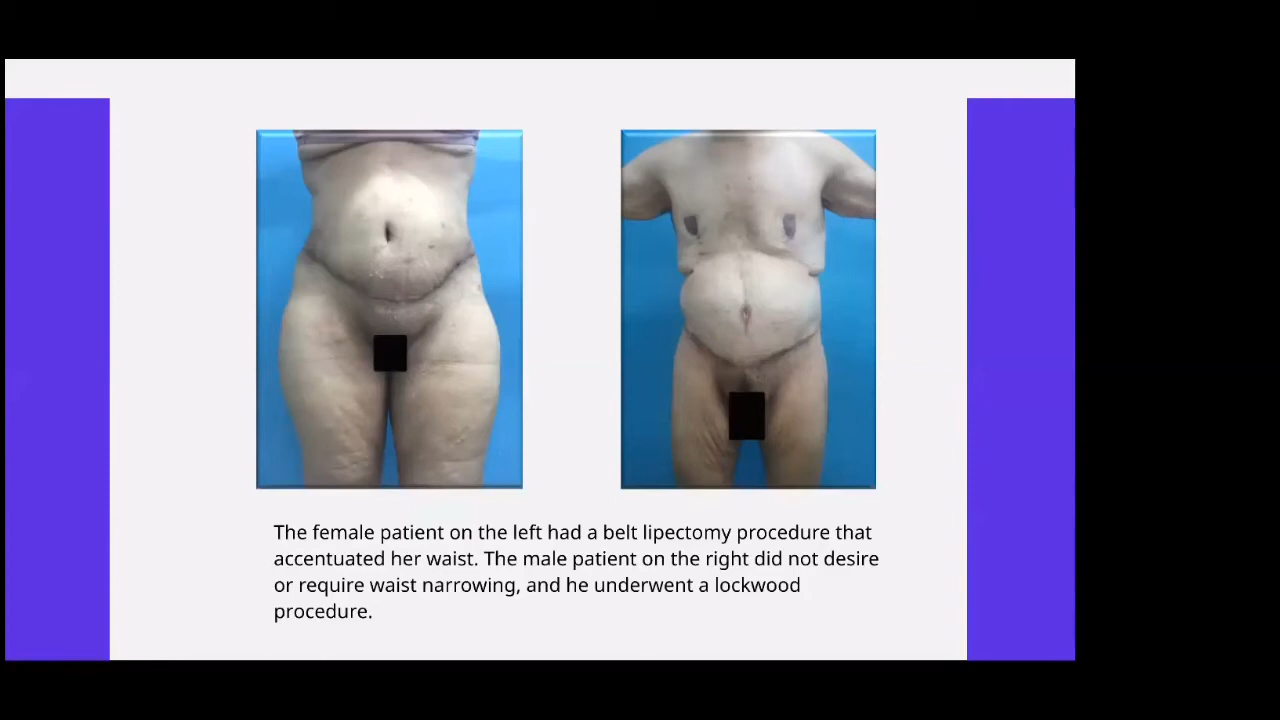 The female patient on the left had a belt lipectomy procedure that
accentuated her waist. The male patient on the right did not desire
or require waist narrowing, and he underwent a lockwood
procedure.